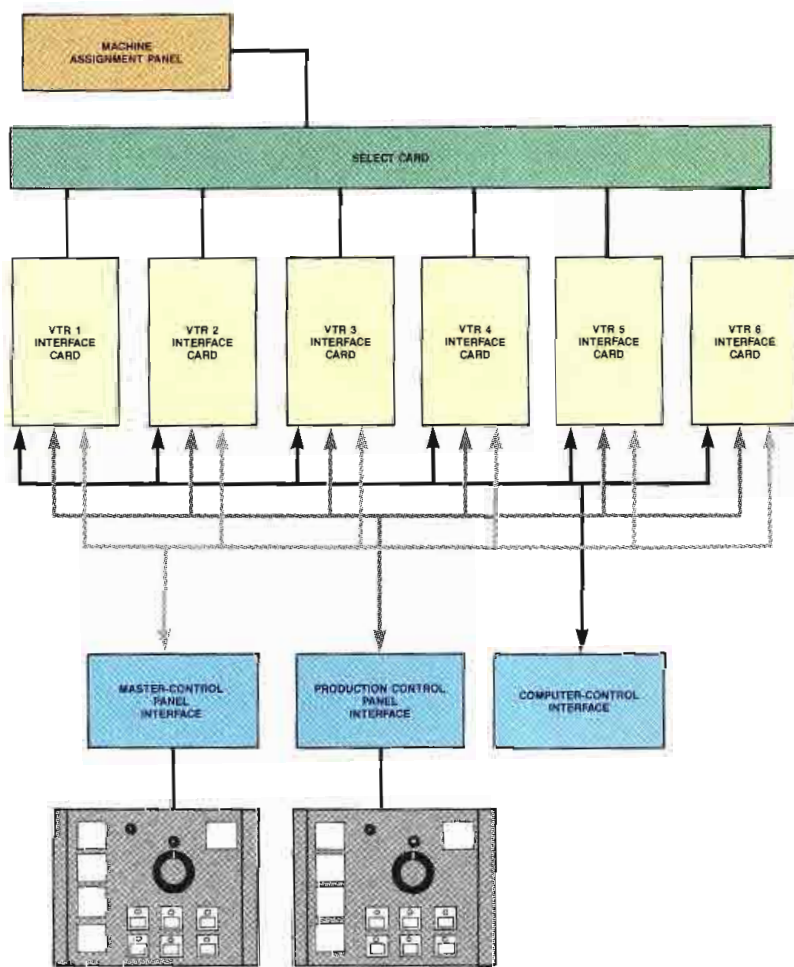 MACHINE
ASSIGNMENT PANEL
SELECT CARD
VTR 1
INTERFACE
CARD
VTR 2
INTERFACE
CARD
VTR 3
INTERFACE
CARD
VTR 4
INTERFACE
CARD
VTR 5
INTERFACE
CARD
VTR 6
INTERFACE
CARD
MASTER-CONTROL
PANEL
INTERFACE
PRODUCTION CONTROL
PANEL
INTERFACE
COMPUTER-CONTROL
INTERFACE